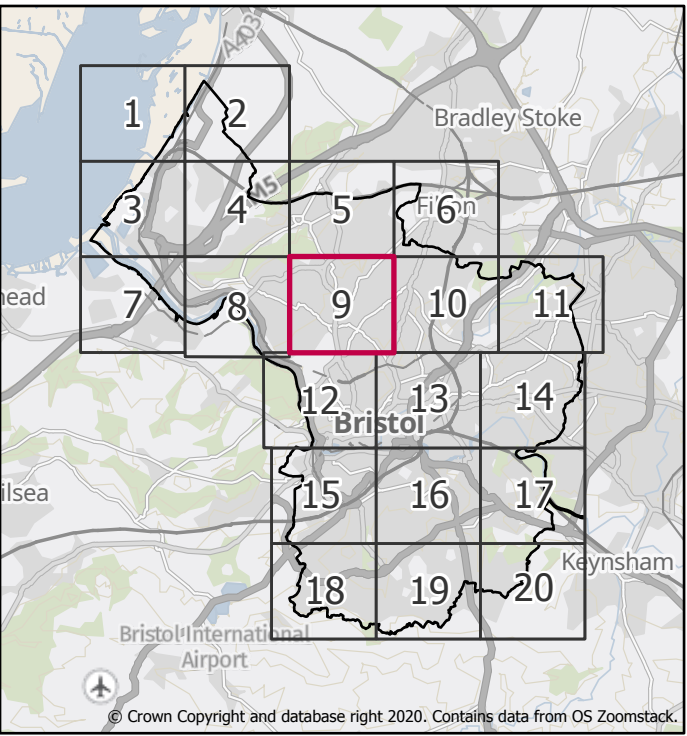 A403
1
2
Bradley Stoke
M5
3
4
5
6
Filton
head
7
8
9
10
11
12
13
14
Bristol
ilsea
15
16
17
Keynsham
18
19
20
Bristol International
Airport
© Crown Copyright and database right 2020. Contains data from OS Zoomstack.